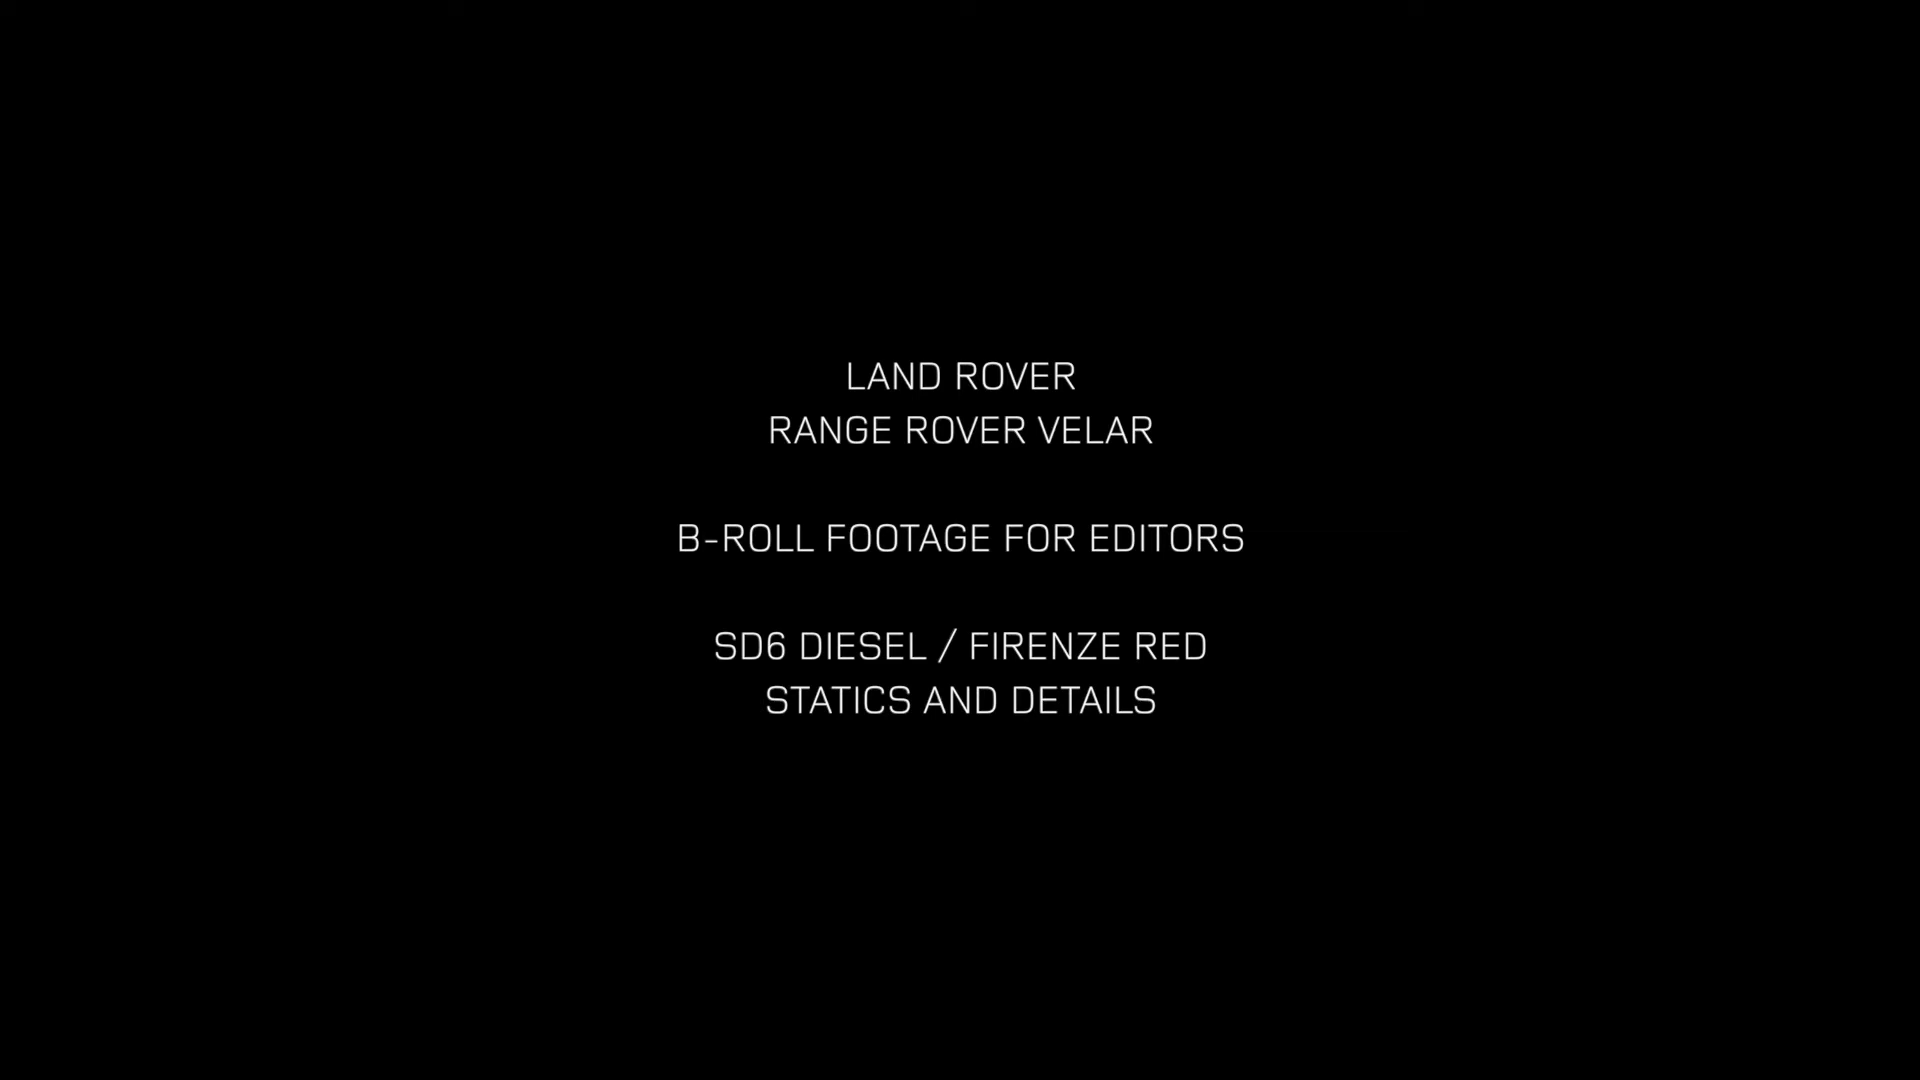 LAND ROVER
RANGE ROVER VELAR
B-ROLL FOOTAGE FOR EDITORS
SD6 DIESEL / FIRENZE RED
STATICS AND DETAILS